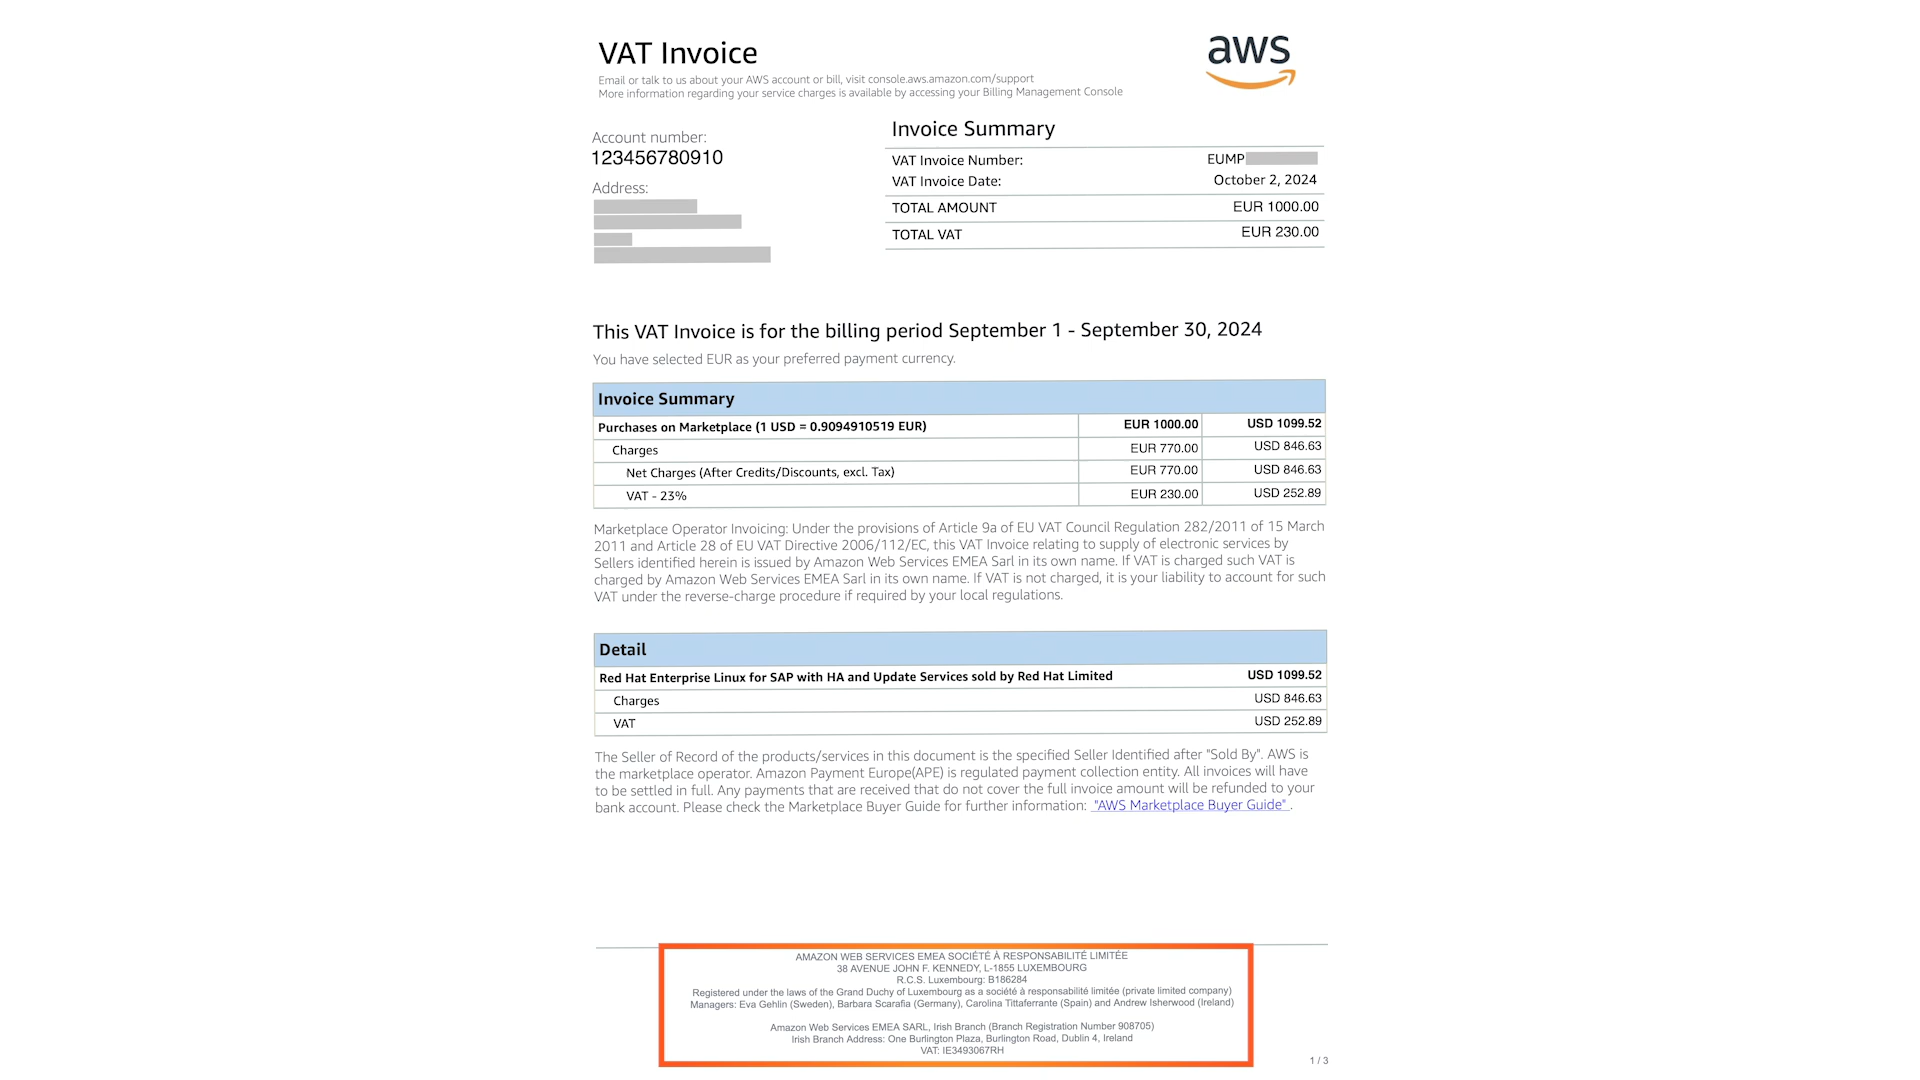 VAT Invoice
aws
Email or talk to us about your AWS account or bill, visit console.aws.amazon.com/support
More information regarding your service charges is available by accessing your Billing Management Console
Account number:
123456780910
Address:
Invoice Summary
VAT Invoice Number: EUMP
VAT Invoice Date: October 2, 2024
TOTAL AMOUNT EUR 1000.00
TOTAL VAT EUR 230.00
This VAT Invoice is for the billing period September 1 - September 30, 2024
You have selected EUR as your preferred payment currency.
Invoice Summary
Purchases on Marketplace (1 USD = 0.9094910519 EUR) EUR 1000.00 USD 1099.52
Charges EUR 770.00 USD 846.63
Net Charges (After Credits/Discounts, excl. Tax) EUR 770.00 USD 846.63
VAT - 23% EUR 230.00 USD 252.89
Marketplace Operator Invoicing: Under the provisions of Article 9a of EU VAT Council Regulation 282/2011 of 15 March
2011 and Article 28 of EU VAT Directive 2006/112/EC, this VAT Invoice relating to supply of electronic services by
Sellers identified herein is issued by Amazon Web Services EMEA Sarl in its own name. If VAT is charged such VAT is
charged by Amazon Web Services EMEA Sarl in its own name. If VAT is not charged, it is your liability to account for such
VAT under the reverse-charge procedure if required by your local regulations.
Detail
Red Hat Enterprise Linux for SAP with HA and Update Services sold by Red Hat Limited USD 1099.52
Charges USD 846.63
VAT USD 252.89
The Seller of Record of the products/services in this document is the specified Seller Identified after "Sold By". AWS is
the marketplace operator. Amazon Payment Europe(APE) is regulated payment collection entity. All invoices will have
to be settled in full. Any payments that are received that do not cover the full invoice amount will be refunded to your
bank account. Please check the Marketplace Buyer Guide for further information: "AWS Marketplace Buyer Guide" .
AMAZON WEB SERVICES EMEA SOCIÉTÉ À RESPONSABILITÉ LIMITÉE
38 AVENUE JOHN F. KENNEDY, L-1855 LUXEMBOURG
R.C.S. Luxembourg: B186284
Registered under the laws of the Grand Duchy of Luxembourg as a société à responsabilité limitée (private limited company)
Managers: Eva Gehlin (Sweden), Barbara Scarafia (Germany), Carolina Tittaferrante (Spain) and Andrew Isherwood (Ireland)
Amazon Web Services EMEA SARL, Irish Branch (Branch Registration Number 908705)
Irish Branch Address: One Burlington Plaza, Burlington Road, Dublin 4, Ireland
VAT: IE3493067RH
1 / 3